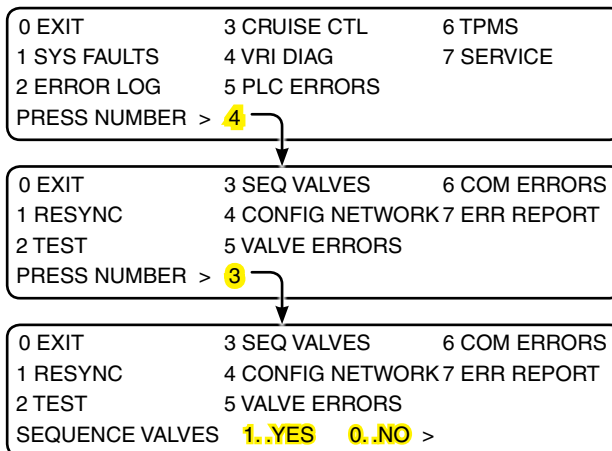 0 EXIT 3 CRUISE CTL 6 TPMS
1 SYS FAULTS 4 VRI DIAG 7 SERVICE
2 ERROR LOG 5 PLC ERRORS
PRESS NUMBER > 4
0 EXIT 3 SEQ VALVES 6 COM ERRORS
1 RESYNC 4 CONFIG NETWORK 7 ERR REPORT
2 TEST 5 VALVE ERRORS
PRESS NUMBER > 3
0 EXIT 3 SEQ VALVES 6 COM ERRORS
1 RESYNC 4 CONFIG NETWORK 7 ERR REPORT
2 TEST 5 VALVE ERRORS
SEQUENCE VALVES 1. .YES 0. .NO >